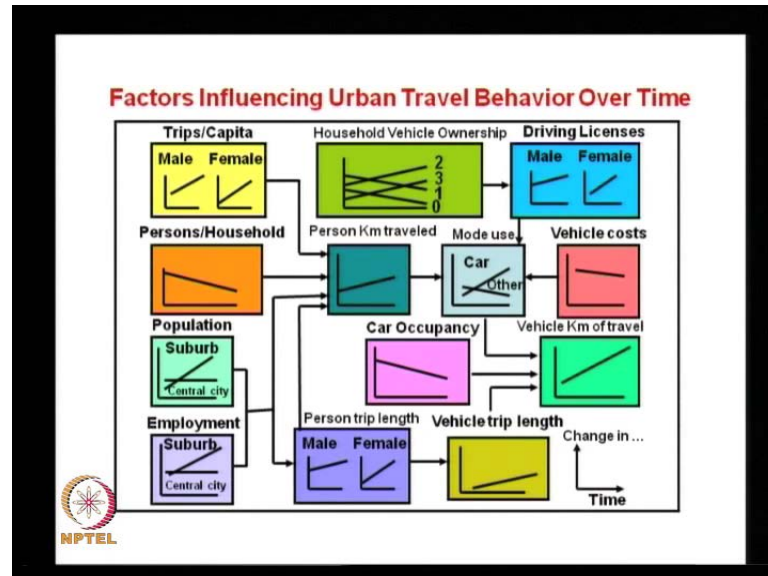 Factors Influencing Urban Travel Behavior Over Time
Trips/Capita
Male Female
Household Vehicle Ownership
2
3
1
0
Driving Licenses
Male Female
Persons/Household
Person Km traveled
Mode use
Car
Other
Vehicle costs
Population
Suburb
Central city
Car Occupancy
Vehicle Km of travel
Employment
Suburb
Central city
Person trip length
Male Female
Vehicle trip length
Change in ...
Time
NPTEL